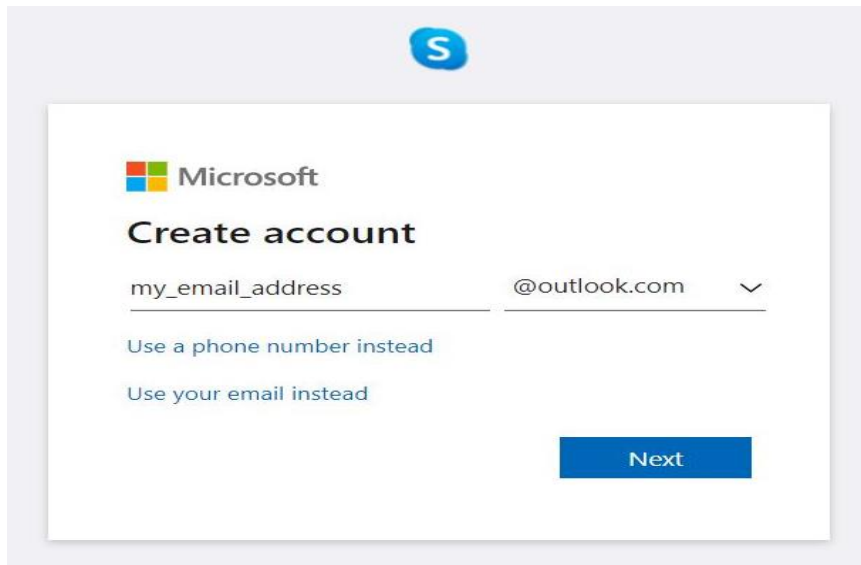 S
Microsoft
Create account
my_email_address @outlook.com
Use a phone number instead
Use your email instead
Next